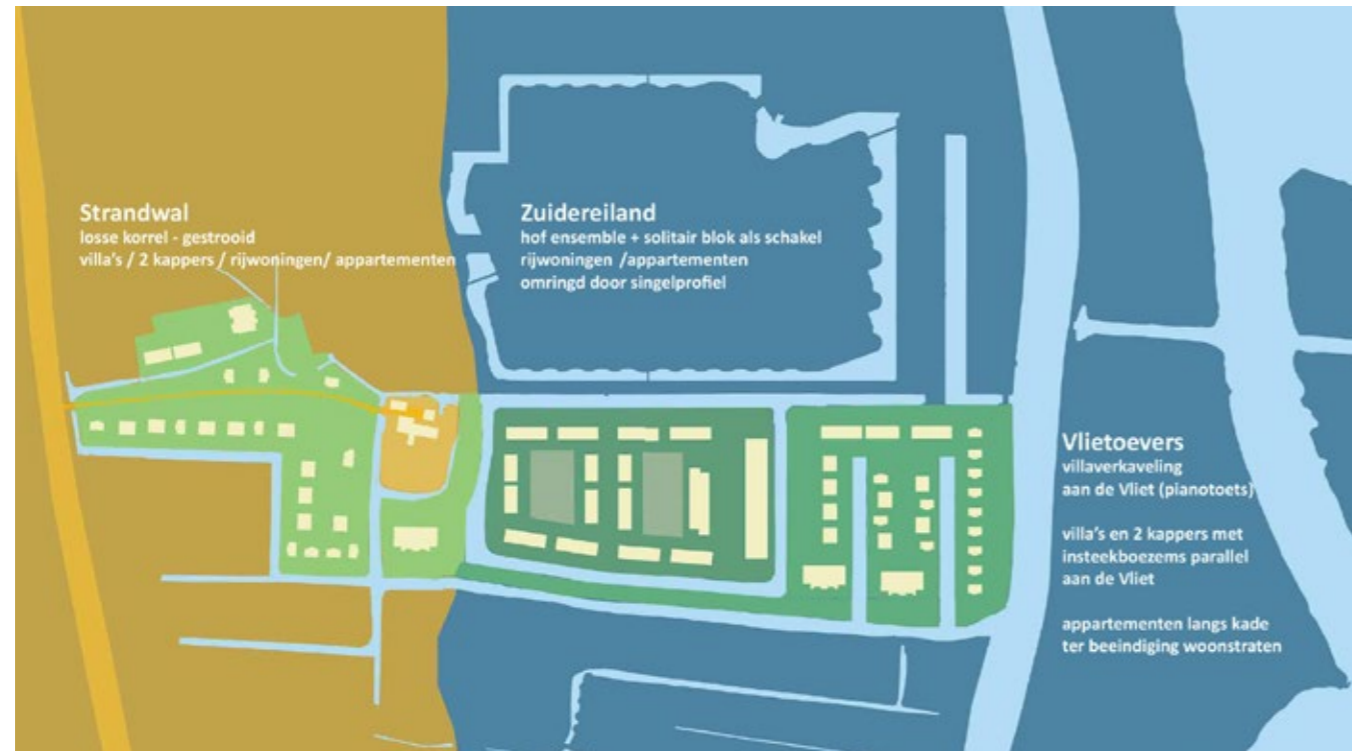 Strandwal
losse korrel - gestrooid
villa's / 2 kappers / rijwoningen/ appartementen
Zuidereiland
hof ensemble + solitair blok als schakel
rijwoningen /appartementen
omringd door singelprofiel
Vlietoevers
villaverkaveling
aan de Vliet (pianotoets)
villa's en 2 kappers met
insteekboezems parallel
aan de Vliet
appartementen langs kade
ter beeindiging woonstraten